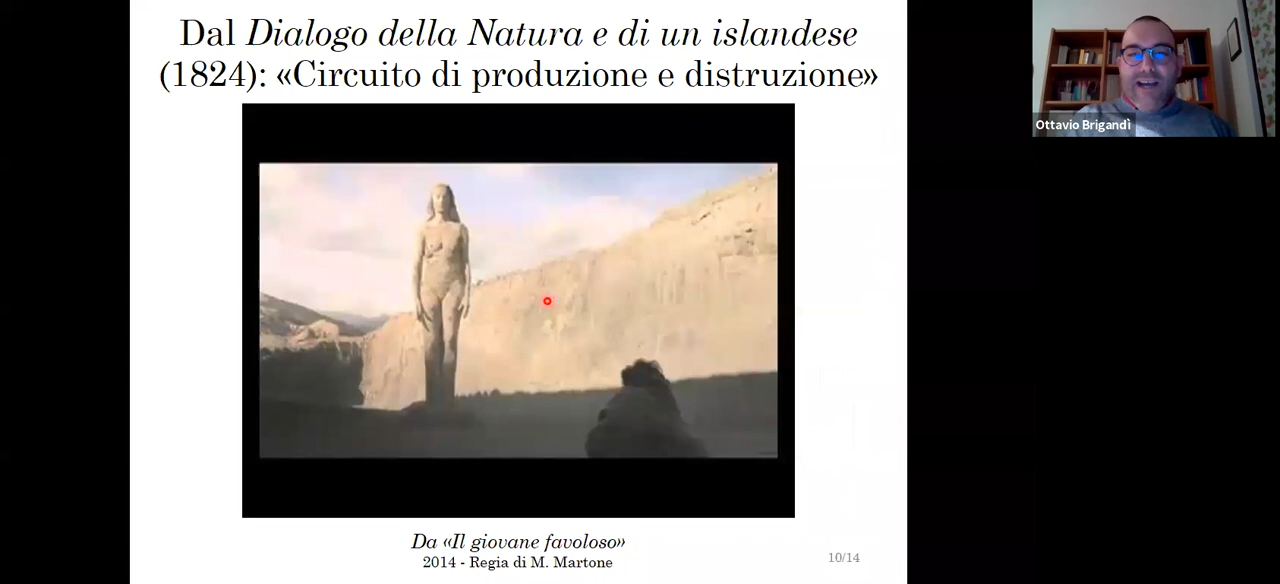 Dal Dialogo della Natura e di un islandese
(1824): «Circuito di produzione e distruzione»
Ottavio Brigandì
Da «Il giovane favoloso»
2014 - Regia di M. Martone
10/14